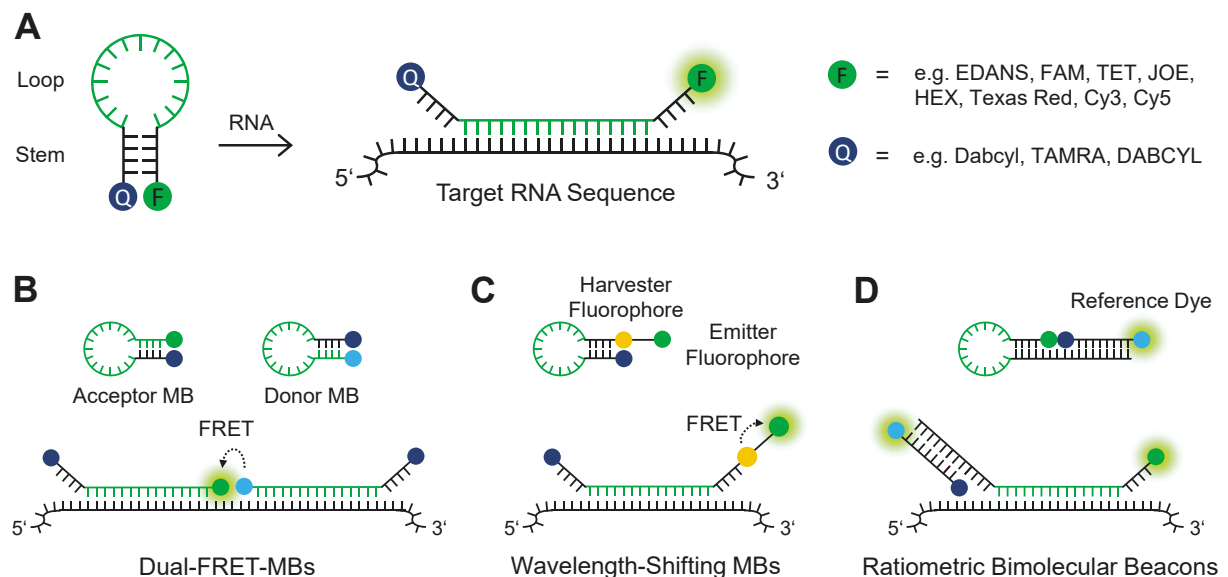 A
Loop
Stem
Q
F
RNA
Q
F
5‘
3‘
Target RNA Sequence
F = e.g. EDANS, FAM, TET, JOE,
HEX, Texas Red, Cy3, Cy5
Q = e.g. Dabcyl, TAMRA, DABCYL
B
Acceptor MB
Donor MB
FRET
5‘
3‘
Dual-FRET-MBs
C
Harvester
Fluorophore
Emitter
Fluorophore
FRET
5‘
3‘
Wavelength-Shifting MBs
D
Reference Dye
5‘
3‘
Ratiometric Bimolecular Beacons